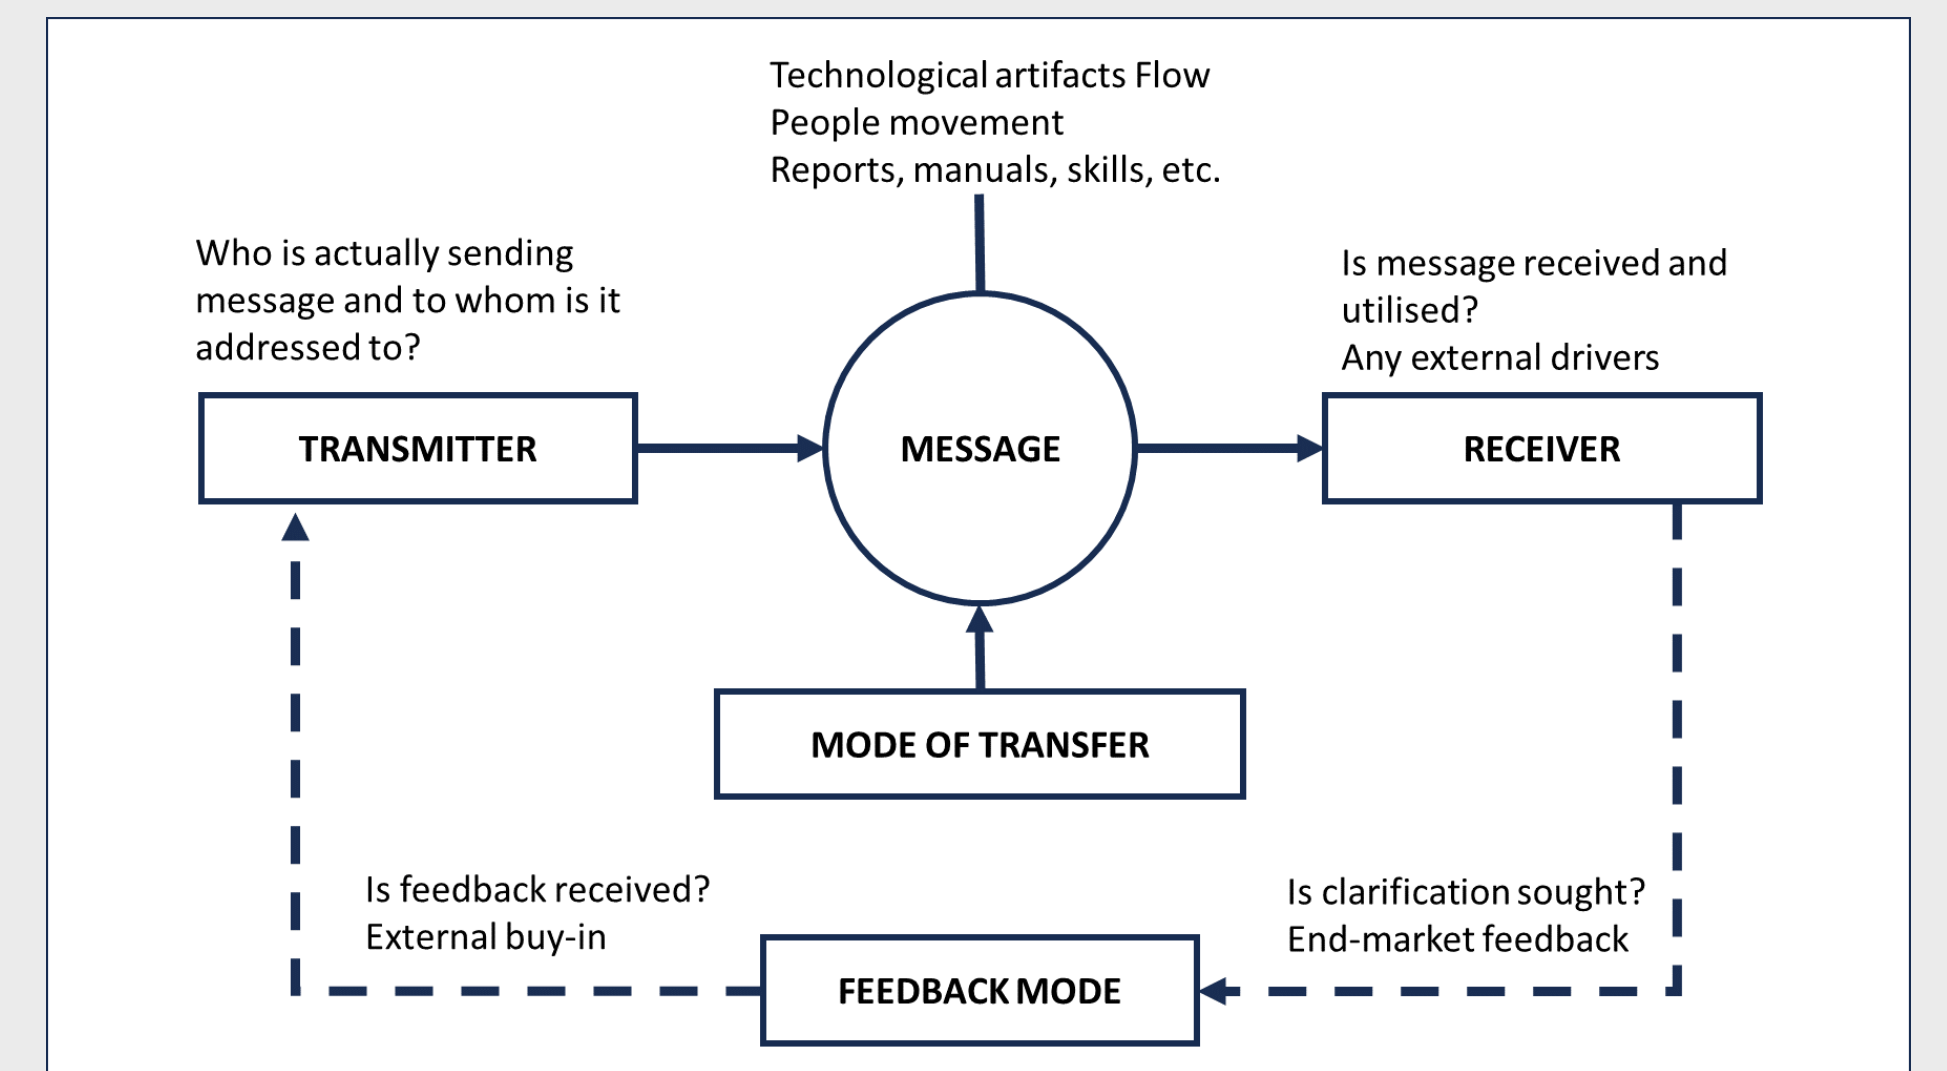 Technological artifacts Flow
People movement
Reports, manuals, skills, etc.
Who is actually sending
message and to whom is it
addressed to?
Is message received and
utilised?
Any external drivers
TRANSMITTER
MESSAGE
RECEIVER
MODE OF TRANSFER
Is feedback received?
External buy-in
Is clarification sought?
End-market feedback
FEEDBACK MODE